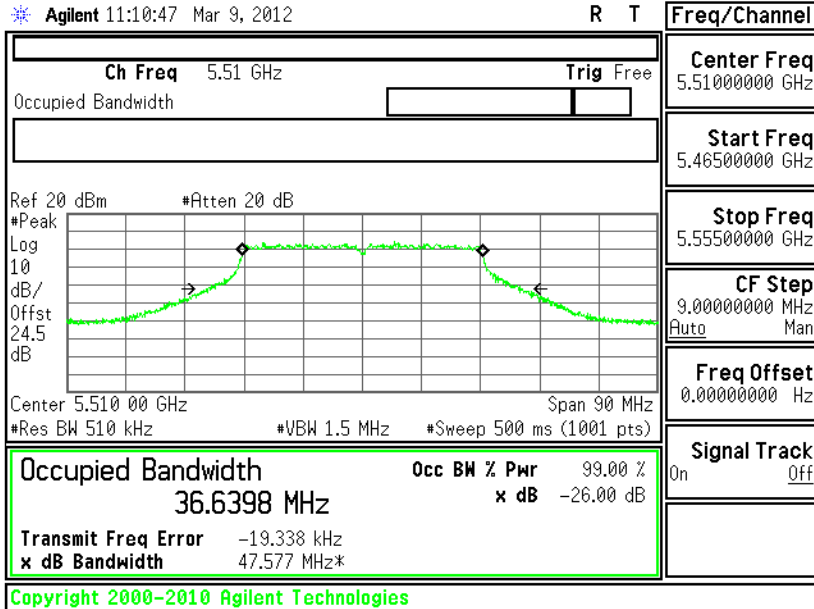 Agilent 11:10:47 Mar 9, 2012 R T
Freq/Channel
Ch Freq 5.51 GHz Trig Free
Occupied Bandwidth
Center Freq
5.51000000 GHz
Start Freq
5.46500000 GHz
Stop Freq
5.55500000 GHz
CF Step
9.00000000 MHz
Auto Man
Freq Offset
0.00000000 Hz
Signal Track
On Off
Ref 20 dBm #Atten 20 dB
#Peak
Log
10
dB/
Offst
24.5
dB
Center 5.510 00 GHz Span 90 MHz
#Res BW 510 kHz #VBW 1.5 MHz #Sweep 500 ms (1001 pts)
Occupied Bandwidth Occ BW % Pwr 99.00 %
36.6398 MHz x dB -26.00 dB
Transmit Freq Error -19.338 kHz
x dB Bandwidth 47.577 MHz*
Copyright 2000-2010 Agilent Technologies